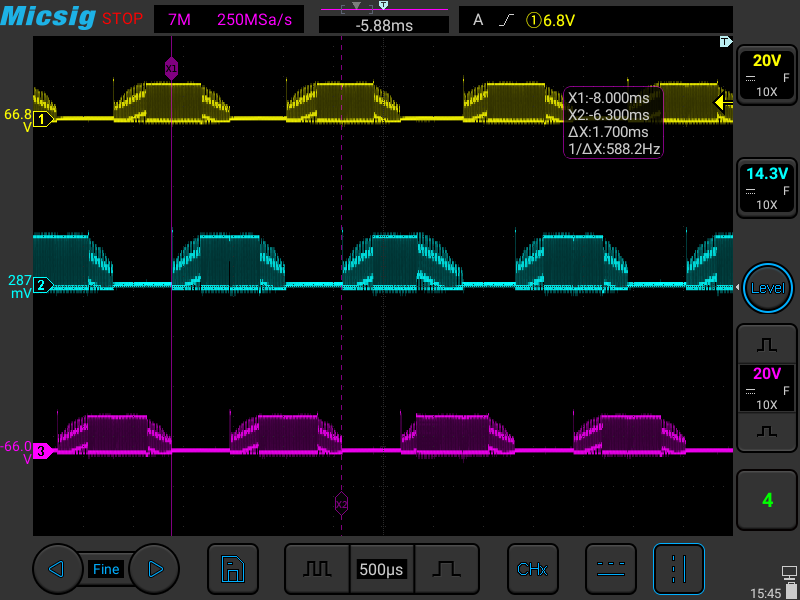 Micsig STOP 7M 250MSa/s T -5.88ms A 1 6.8V
T
X1
20V
F
10X
66.8 V 1
X1:-8.000ms
X2:-6.300ms
ΔX:1.700ms
1/ΔX:588.2Hz
14.3V
F
10X
287 mV 2
Level
20V
F
10X
-66.0 V 3
X2
4
Fine 500µs CHx
15:45